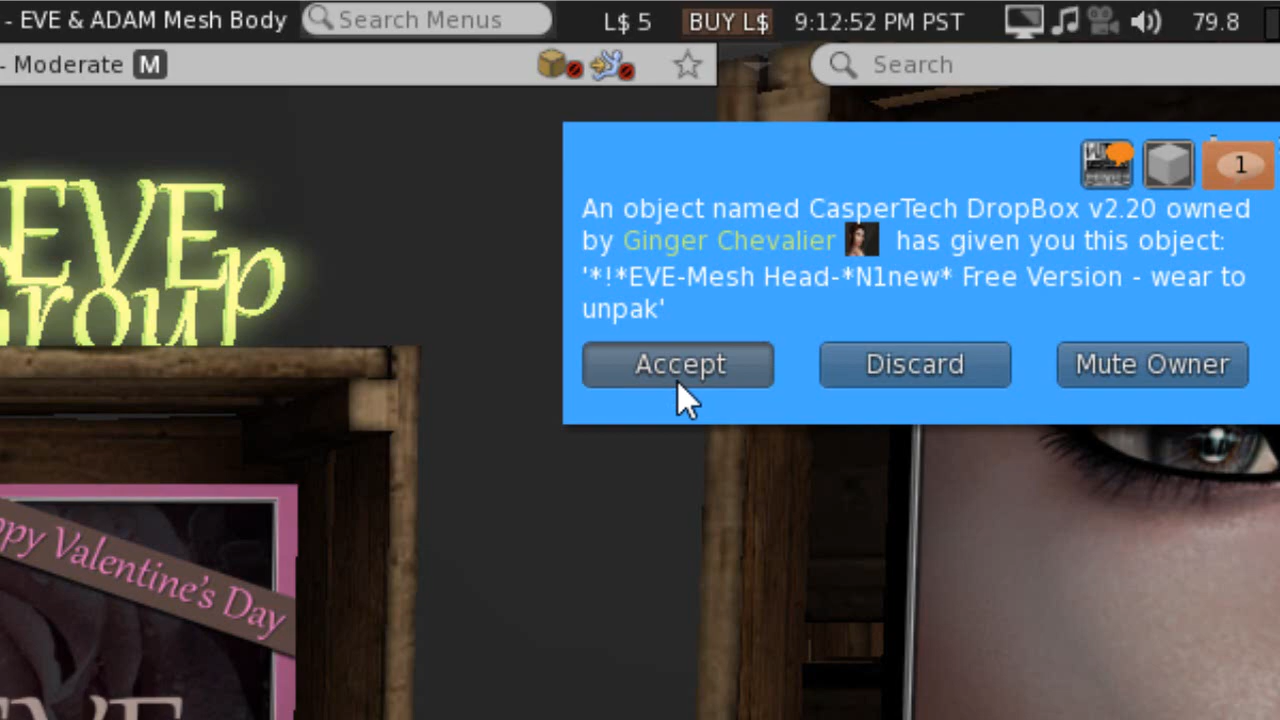 - EVE & ADAM Mesh Body
Search Menus
L$ 5
BUY L$
9:12:52 PM PST
79.8
- Moderate M
Search
EVE
Group
1
An object named CasperTech DropBox v2.20 owned
by Ginger Chevalier has given you this object:
'*!*EVE-Mesh Head-*N1new* Free Version - wear to
unpak'
Accept
Discard
Mute Owner
ppy Valentine's Day
EVE